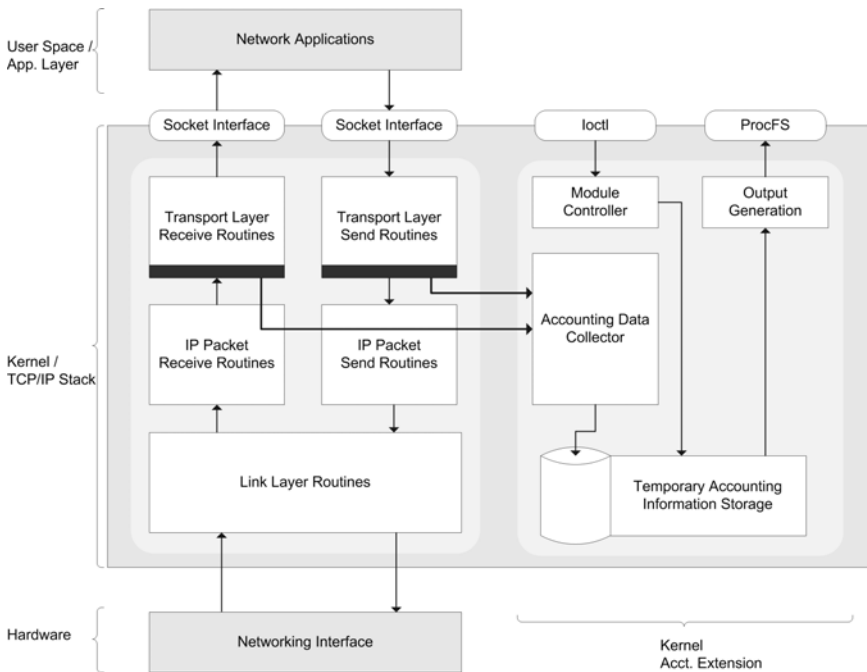 User Space /
App. Layer
Network Applications
Socket Interface
Socket Interface
Ioctl
ProcFS
Transport Layer
Receive Routines
Transport Layer
Send Routines
Module
Controller
Output
Generation
Kernel /
TCP/IP Stack
IP Packet
Receive Routines
IP Packet
Send Routines
Accounting Data
Collector
Link Layer Routines
Temporary Accounting
Information Storage
Hardware
Networking Interface
Kernel
Acct. Extension